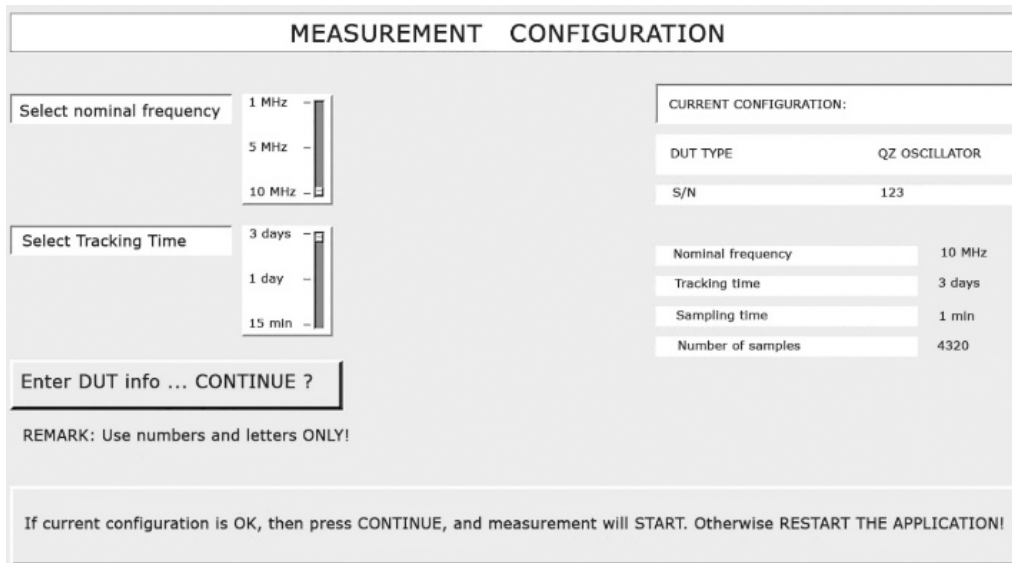 MEASUREMENT CONFIGURATION
Select nominal frequency
1 MHz
5 MHz
10 MHz
Select Tracking Time
3 days
1 day
15 min
Enter DUT info ... CONTINUE ?
REMARK: Use numbers and letters ONLY!
CURRENT CONFIGURATION:
DUT TYPE QZ OSCILLATOR
S/N 123
Nominal frequency 10 MHz
Tracking time 3 days
Sampling time 1 min
Number of samples 4320
If current configuration is OK, then press CONTINUE, and measurement will START. Otherwise RESTART THE APPLICATION!